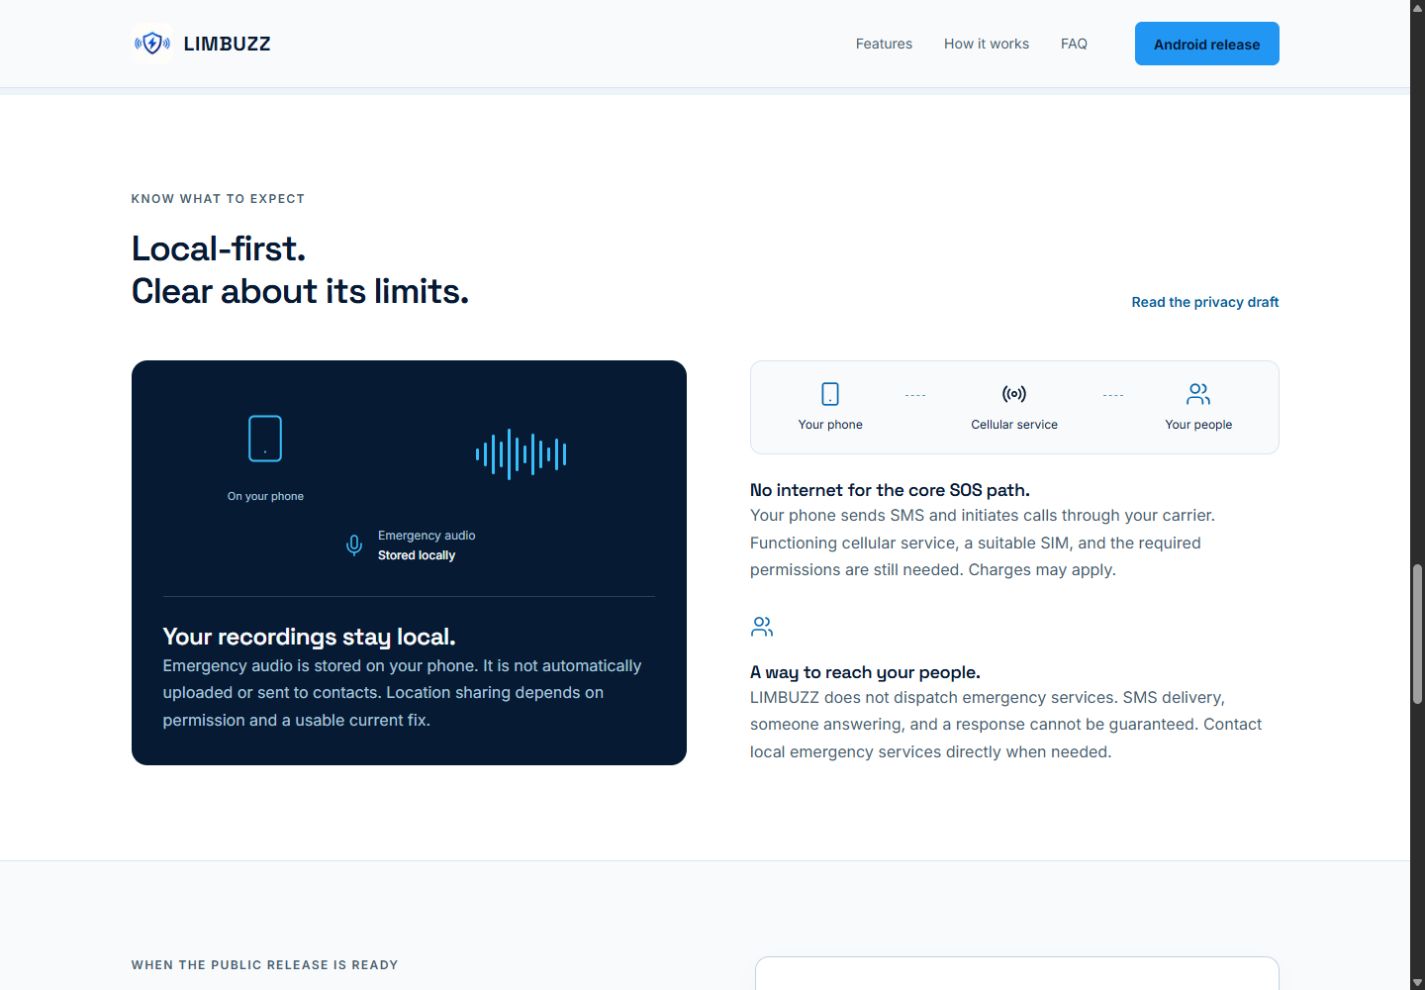 LIMBUZZ
Features
How it works
FAQ
Android release
KNOW WHAT TO EXPECT
Local-first.
Clear about its limits.
Read the privacy draft
On your phone
Emergency audio
Stored locally
Your recordings stay local.
Emergency audio is stored on your phone. It is not automatically
uploaded or sent to contacts. Location sharing depends on
permission and a usable current fix.
Your phone
Cellular service
Your people
No internet for the core SOS path.
Your phone sends SMS and initiates calls through your carrier.
Functioning cellular service, a suitable SIM, and the required
permissions are still needed. Charges may apply.
A way to reach your people.
LIMBUZZ does not dispatch emergency services. SMS delivery,
someone answering, and a response cannot be guaranteed. Contact
local emergency services directly when needed.
WHEN THE PUBLIC RELEASE IS READY